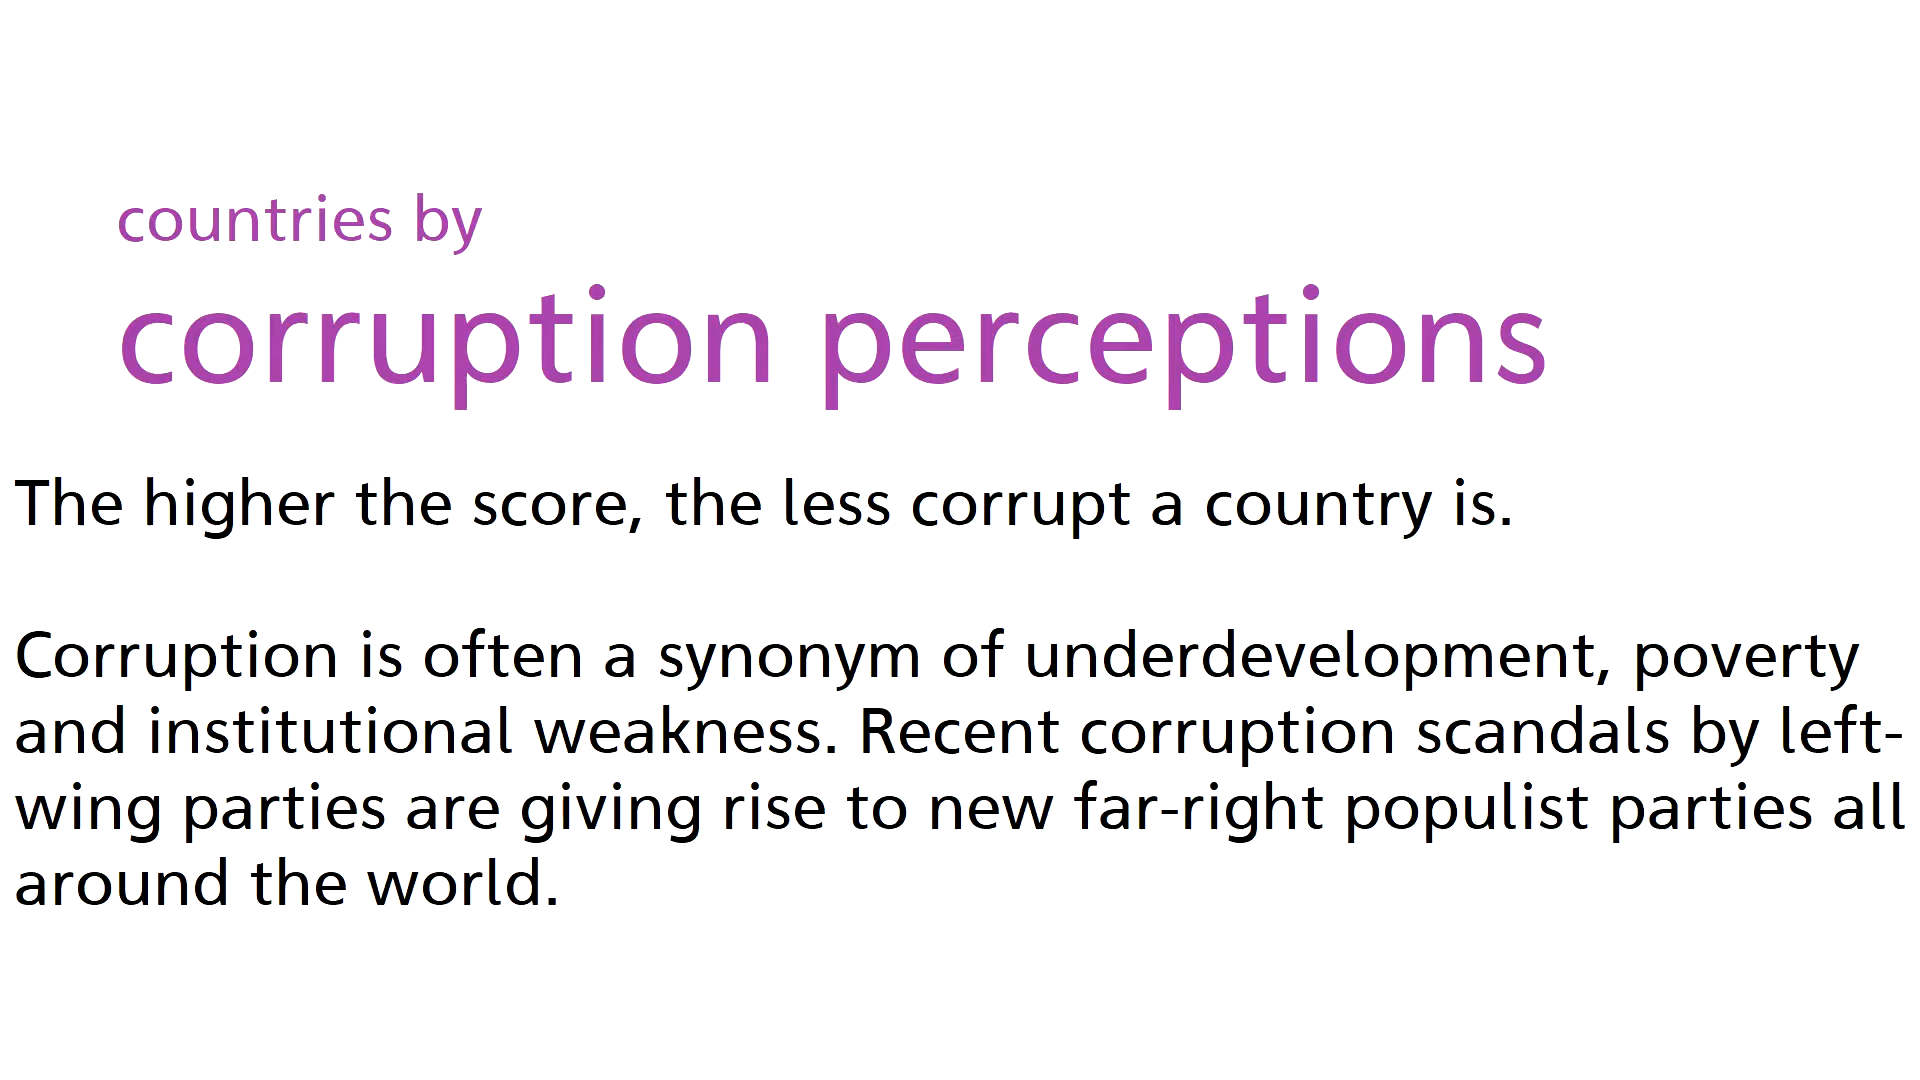 countries by
corruption perceptions
The higher the score, the less corrupt a country is.
Corruption is often a synonym of underdevelopment, poverty
and institutional weakness. Recent corruption scandals by left-
wing parties are giving rise to new far-right populist parties all
around the world.